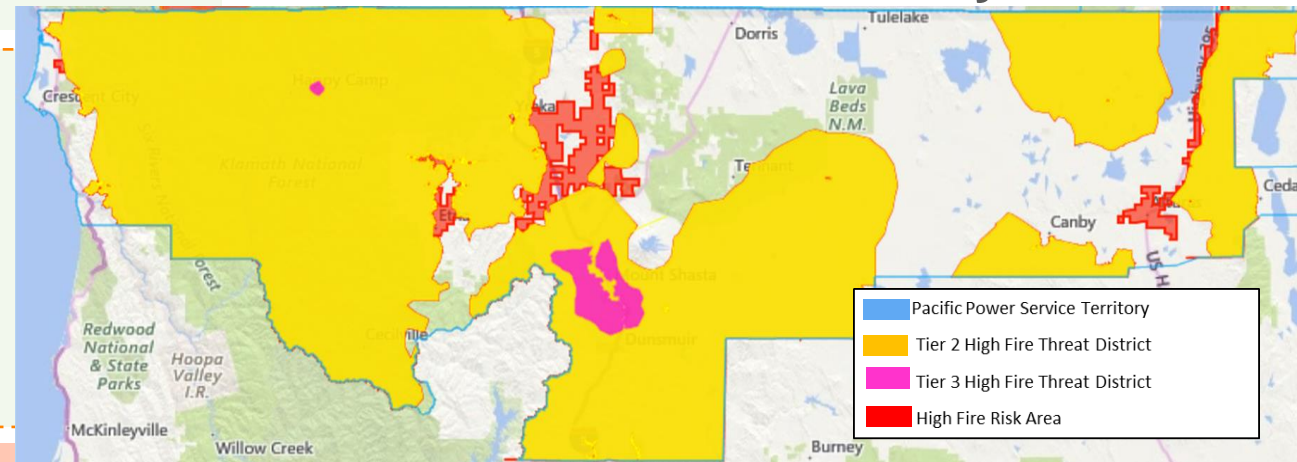 Tulelake
Dorris
Happy Camp
Crescent City
Lava
Beds
N.M.
Klamath National
Forest
Canby
Mount Shasta
Cecilville
Dunsmuir
Redwood
National
& State
Parks
Hoopa
Valley
I.R.
McKinleyville
Willow Creek
Burney
US H
Pacific Power Service Territory
Tier 2 High Fire Threat District
Tier 3 High Fire Threat District
High Fire Risk Area